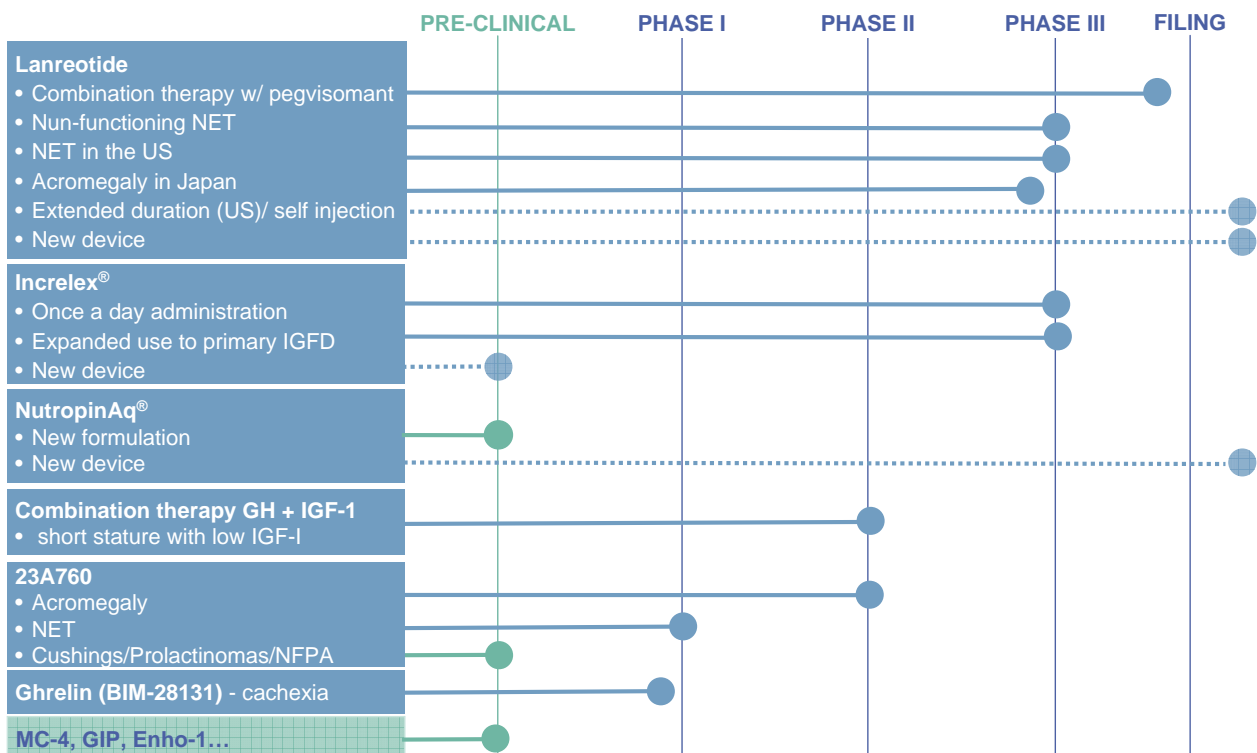 PRE-CLINICAL PHASE I PHASE II PHASE III FILING
Lanreotide
• Combination therapy w/ pegvisomant
• Nun-functioning NET
• NET in the US
• Acromegaly in Japan
• Extended duration (US)/ self injection
• New device
Increlex®
• Once a day administration
• Expanded use to primary IGFD
• New device
NutropinAq®
• New formulation
• New device
Combination therapy GH + IGF-1
• short stature with low IGF-I
23A760
• Acromegaly
• NET
• Cushings/Prolactinomas/NFPA
Ghrelin (BIM-28131) - cachexia
MC-4, GIP, Enho-1…